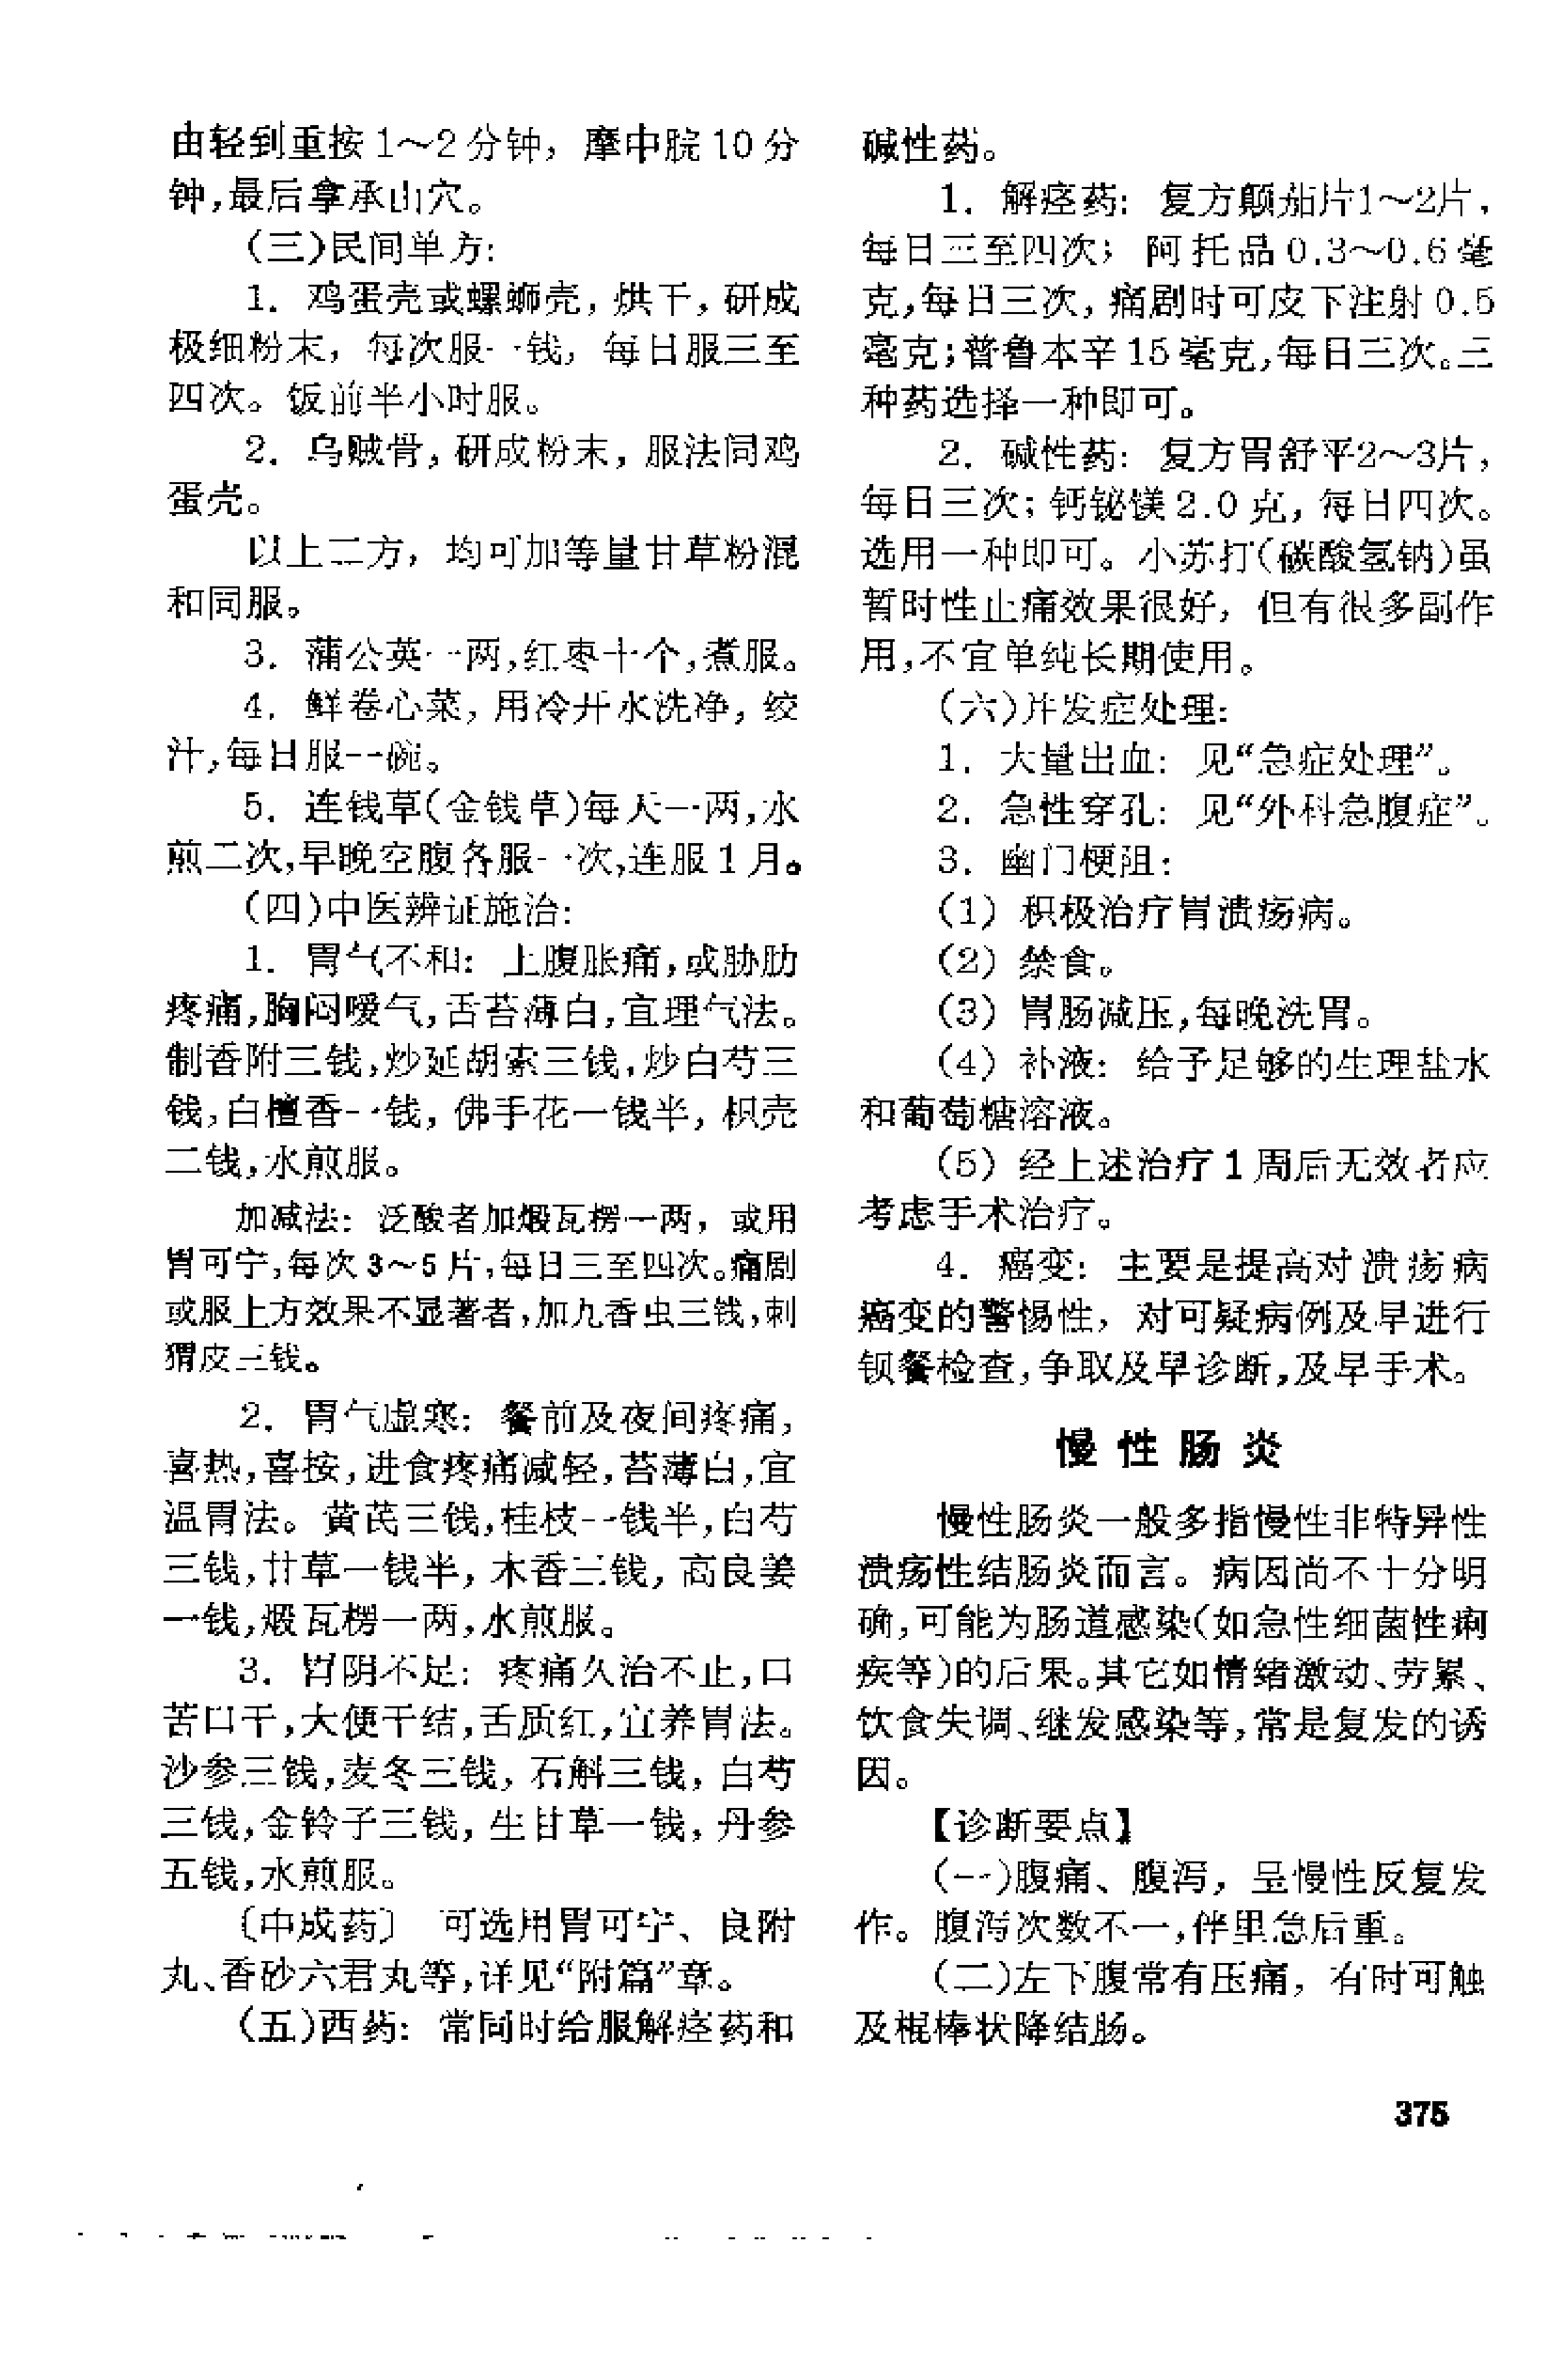 由轻到重按1～2分钟，摩中脘10分
钟,最后拿承山穴。
(三)民间单方:
1. 鸡蛋壳或螺蛳壳,烘干,研成
极细粉末，每次服一钱，每日服三至
四次。饭前半小时服。
2. 乌贼骨,研成粉末,服法同鸡
蛋壳。
以上二方，均可加等量甘草粉混
和同服。
3. 蒲公英一两,红枣十个,煮服。
4. 鲜卷心菜,用冷开水洗净,绞
汁,每日服一碗。
5. 连钱草(金钱草)每天一两,水
煎二次,早晚空腹各服一次,连服1月。
(四)中医辨证施治:
1. 胃气不和: 上腹胀痛,或胁肋
疼痛,胸闷嗳气,舌苔薄白,宜理气法。
制香附三钱,炒延胡索三钱,炒白芍三
钱,白檀香一钱,佛手花一钱半,枳壳
二钱,水煎服。
加减法: 泛酸者加煅瓦楞一两，或用
胃可宁,每次3～5片,每日三至四次。痛剧
或服上方效果不显著者,加九香虫三钱,刺
猬皮三钱。
2. 胃气虚寒: 餐前及夜间疼痛,
喜热,喜按,进食疼痛减轻,苔薄白,宜
温胃法。黄芪三钱,桂枝一钱半,白芍
三钱,甘草一钱半,木香三钱,高良姜
一钱,煅瓦楞一两,水煎服。
3. 胃阴不足: 疼痛久治不止,口
苦口干,大便干结,舌质红,宜养胃法。
沙参三钱,麦冬三钱,石斛三钱,白芍
三钱,金铃子三钱,生甘草一钱,丹参
五钱,水煎服。
〔中成药〕 可选用胃可宁、良附
丸、香砂六君丸等,详见“附篇”章。
(五)西药: 常同时给服解痉药和
碱性药。
1. 解痉药: 复方颠茄片1～2片,
每日三至四次; 阿托品0.3～0.6毫
克,每日三次,痛剧时可皮下注射0.5
毫克;普鲁本辛15毫克,每日三次。三
种药选择一种即可。
2. 碱性药: 复方胃舒平2～3片,
每日三次;钙铋镁2.0克,每日四次。
选用一种即可。小苏打(碳酸氢钠)虽
暂时性止痛效果很好，但有很多副作
用,不宜单纯长期使用。
(六)并发症处理:
1. 大量出血: 见“急症处理”。
2. 急性穿孔: 见“外科急腹症”。
3. 幽门梗阻:
(1) 积极治疗胃溃疡病。
(2) 禁食。
(3) 胃肠减压,每晚洗胃。
(4) 补液: 给予足够的生理盐水
和葡萄糖溶液。
(5) 经上述治疗1周后无效者应
考虑手术治疗。
4. 癌变: 主要是提高对溃疡病
癌变的警惕性，对可疑病例及早进行
钡餐检查,争取及早诊断,及早手术。
慢性肠炎
慢性肠炎一般多指慢性非特异性
溃疡性结肠炎而言。病因尚不十分明
确,可能为肠道感染(如急性细菌性痢
疾等)的后果。其它如情绪激动、劳累、
饮食失调、继发感染等,常是复发的诱
因。
【诊断要点】
(一)腹痛、腹泻，呈慢性反复发
作。腹泻次数不一,伴里急后重。
(二)左下腹常有压痛，有时可触
及棍棒状降结肠。
375